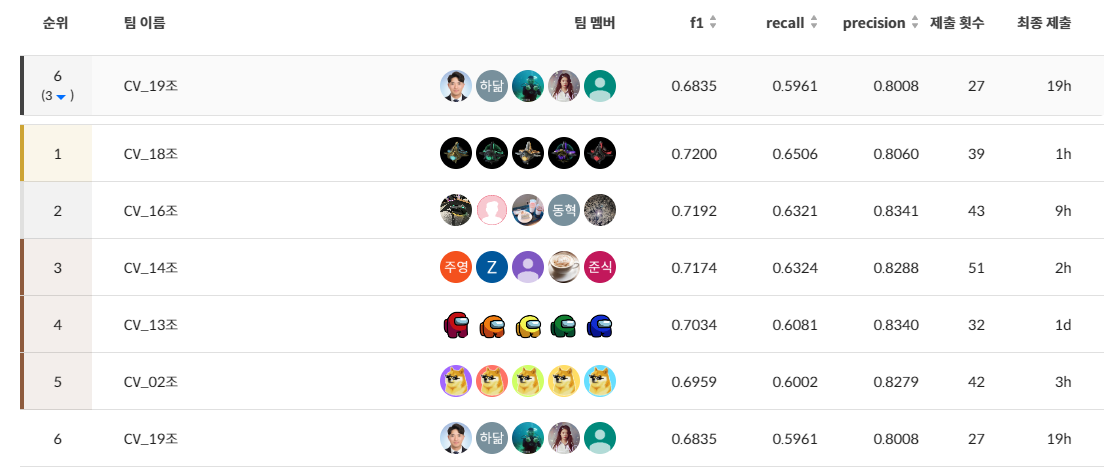 순위 팀 이름 팀 멤버 f1 recall precision 제출 횟수 최종 제출
6 (3 ) CV_19조 하닮 0.6835 0.5961 0.8008 27 19h
1 CV_18조 0.7200 0.6506 0.8060 39 1h
2 CV_16조 동혁 0.7192 0.6321 0.8341 43 9h
3 CV_14조 주영 Z 준식 0.7174 0.6324 0.8288 51 2h
4 CV_13조 0.7034 0.6081 0.8340 32 1d
5 CV_02조 0.6959 0.6002 0.8279 42 3h
6 CV_19조 하닮 0.6835 0.5961 0.8008 27 19h